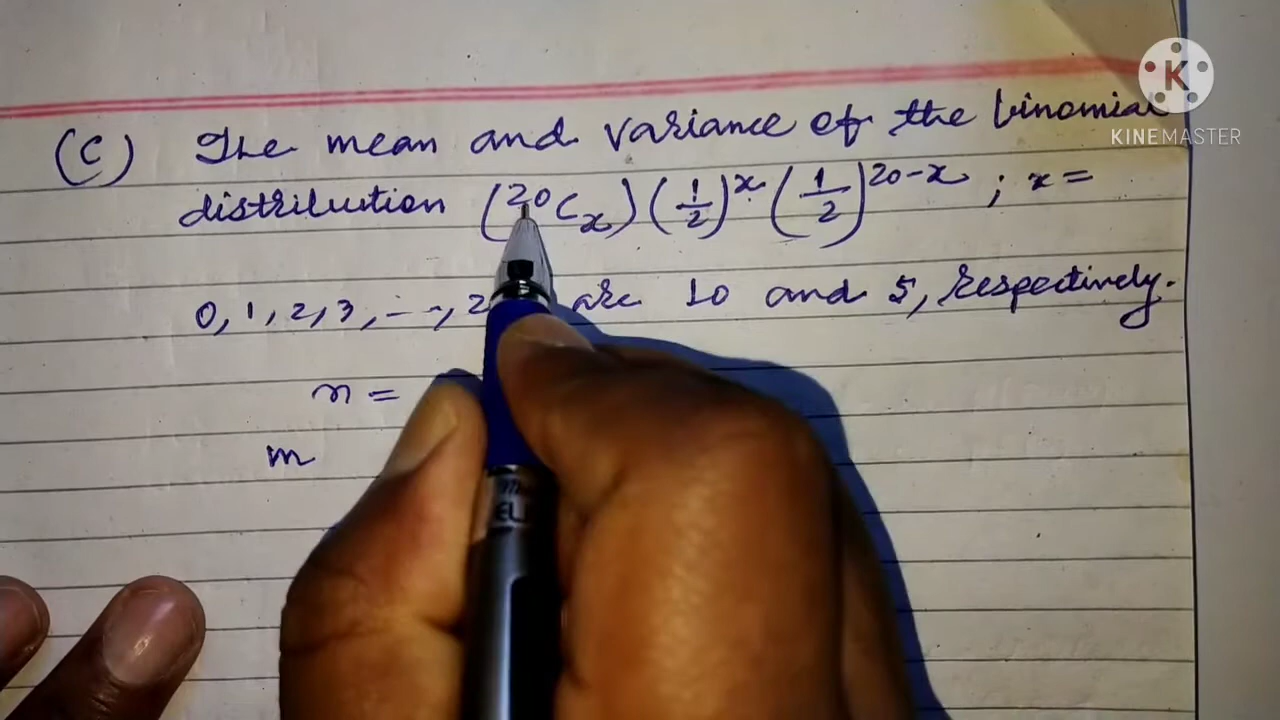 (C) The mean and variance of the binomial
distribution (²⁰Cₓ) (1/2)ˣ (1/2)²⁰⁻ˣ ; x =
0, 1, 2, 3, ..., 2 are 10 and 5, respectively.
n =
m
K
KINEMASTER